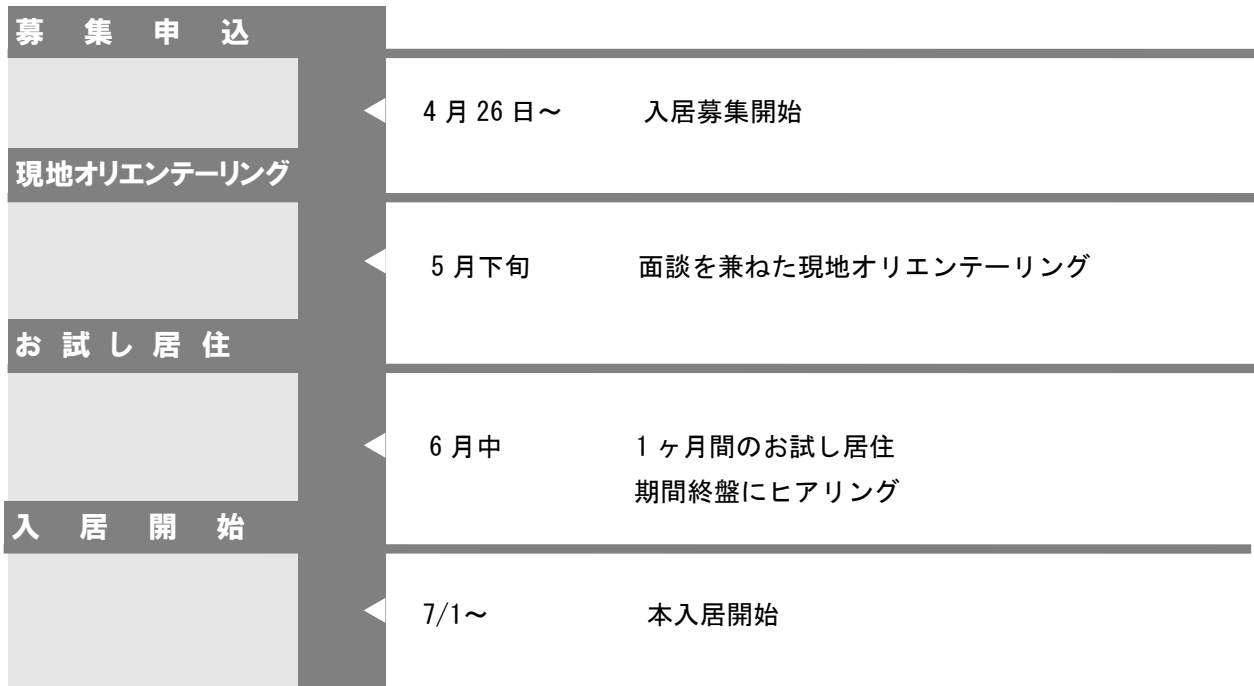 募集申込
4月26日～ 入居募集開始
現地オリエンテーリング
5月下旬 面談を兼ねた現地オリエンテーリング
お試し居住
6月中 1ヶ月間のお試し居住
期間終盤にヒアリング
入居開始
7/1～ 本入居開始